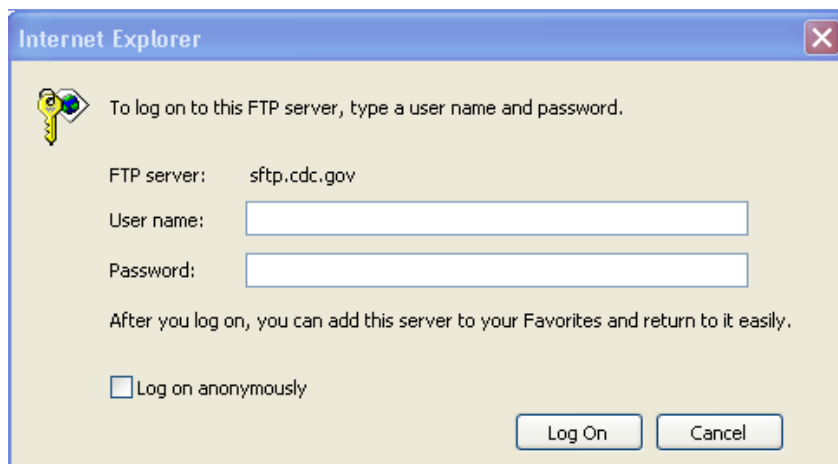 Internet Explorer
To log on to this FTP server, type a user name and password.
FTP server: sftp.cdc.gov
User name:
Password:
After you log on, you can add this server to your Favorites and return to it easily.
Log on anonymously
Log On Cancel